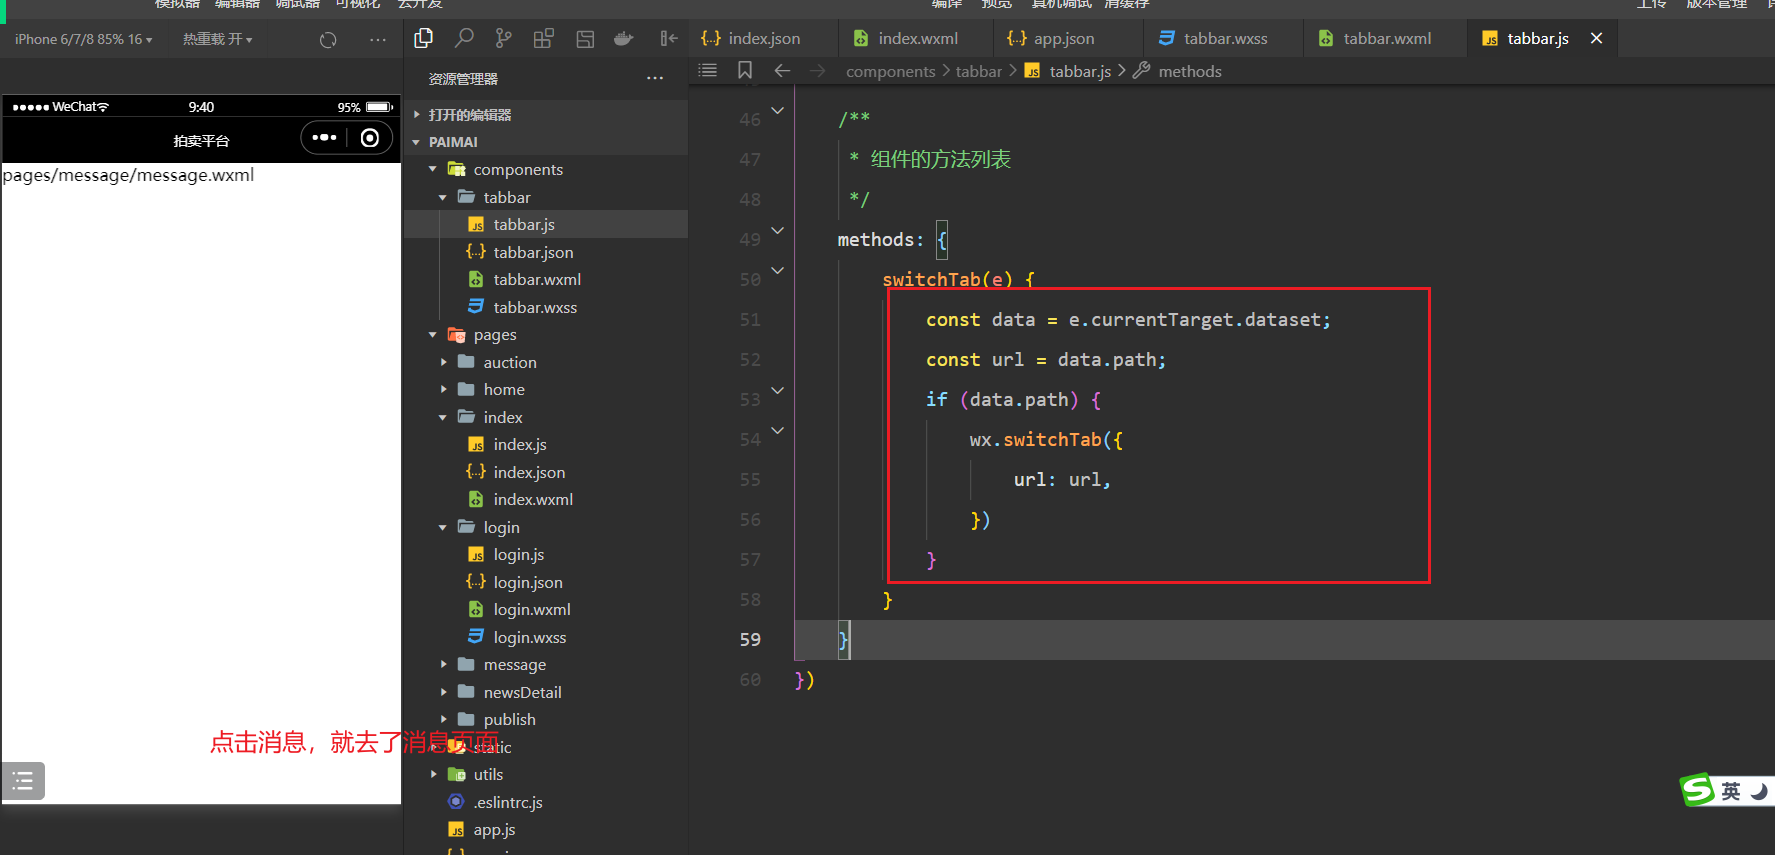 模拟器 编辑器 调试器 可视化 云开发 编译 预览 真机调试 清缓存 上传 版本管理
iPhone 6/7/8 85% 16 热重载 开
index.json index.wxml app.json tabbar.wxss tabbar.wxml tabbar.js
资源管理器
components tabbar tabbar.js methods
WeChat 9:40 95%
拍卖平台
pages/message/message.wxml
打开的编辑器
PAIMAI
components
tabbar
tabbar.js
tabbar.json
tabbar.wxml
tabbar.wxss
pages
auction
home
index
index.js
index.json
index.wxml
login
login.js
login.json
login.wxml
login.wxss
message
newsDetail
publish
static
utils
.eslintrc.js
app.js
点击消息，就去了消息页面
46 /**
47 * 组件的方法列表
48 */
49 methods: {
50 switchTab(e) {
51 const data = e.currentTarget.dataset;
52 const url = data.path;
53 if (data.path) {
54 wx.switchTab({
55 url: url,
56 })
57 }
58 }
59 }
60 })
英